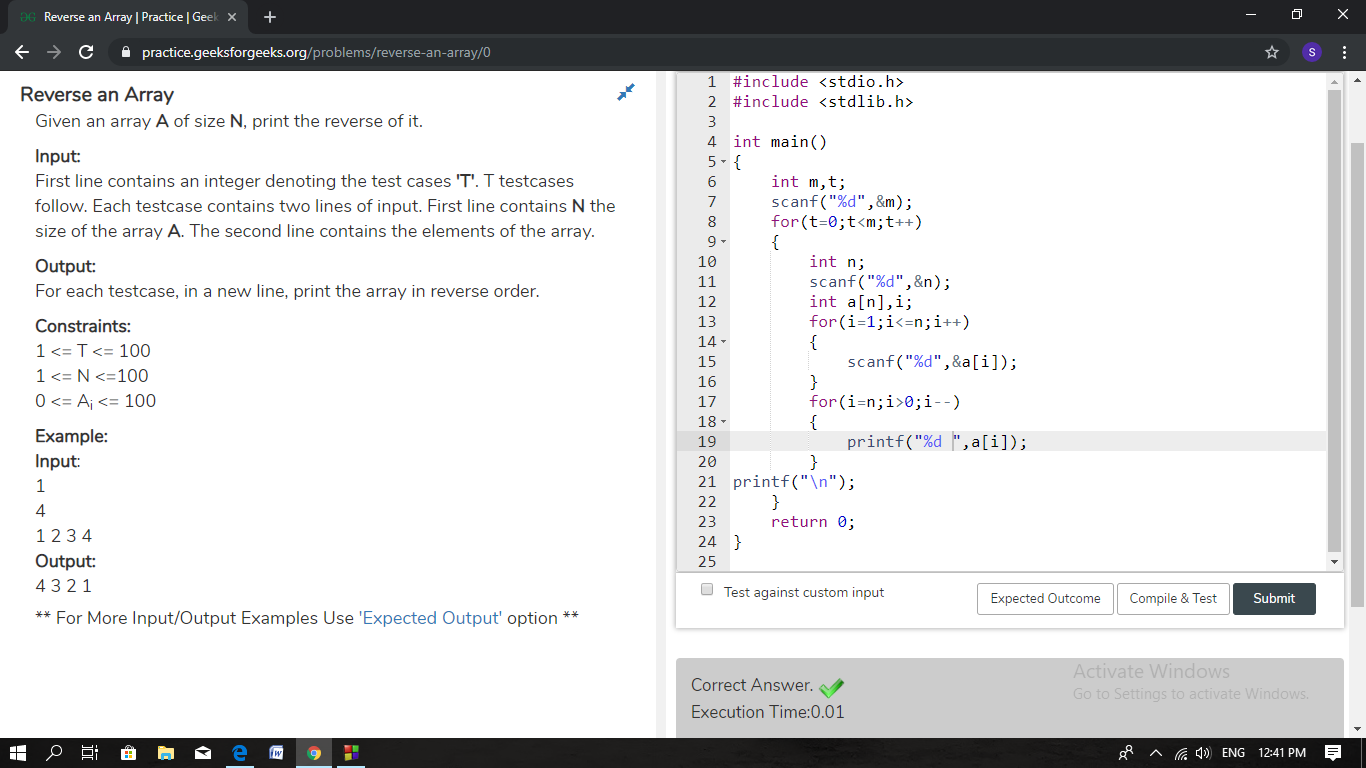 Reverse an Array | Practice | Geek
practice.geeksforgeeks.org/problems/reverse-an-array/0
S
Reverse an Array
Given an array A of size N, print the reverse of it.
Input:
First line contains an integer denoting the test cases 'T'. T testcases
follow. Each testcase contains two lines of input. First line contains N the
size of the array A. The second line contains the elements of the array.
Output:
For each testcase, in a new line, print the array in reverse order.
Constraints:
1 <= T <= 100
1 <= N <=100
0 <= Ai <= 100
Example:
Input:
1
4
1 2 3 4
Output:
4 3 2 1
** For More Input/Output Examples Use 'Expected Output' option **
1 #include <stdio.h>
2 #include <stdlib.h>
3
4 int main()
5 {
6 int m,t;
7 scanf("%d",&m);
8 for(t=0;t<m;t++)
9 {
10 int n;
11 scanf("%d",&n);
12 int a[n],i;
13 for(i=1;i<=n;i++)
14 {
15 scanf("%d",&a[i]);
16 }
17 for(i=n;i>0;i--)
18 {
19 printf("%d ",a[i]);
20 }
21 printf("\n");
22 }
23 return 0;
24 }
25
Test against custom input
Expected Outcome
Compile & Test
Submit
Correct Answer.
Execution Time:0.01
Activate Windows
Go to Settings to activate Windows.
ENG 12:41 PM